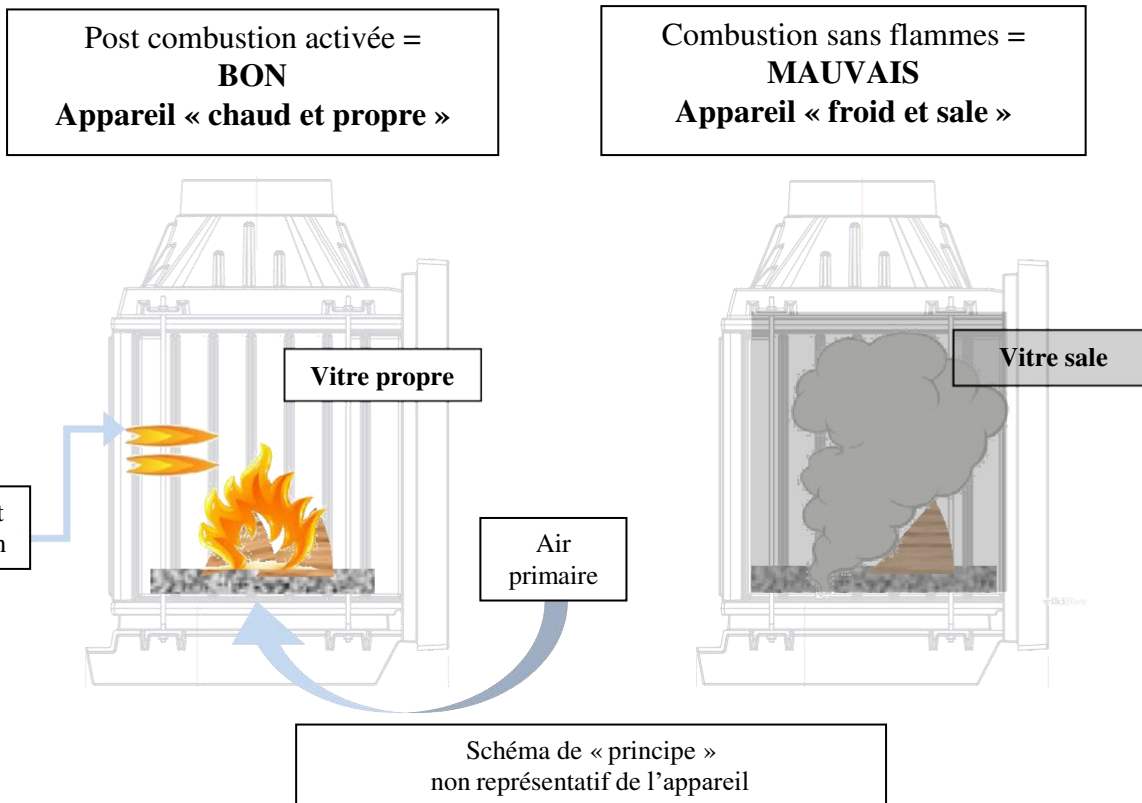 Post combustion activée =
BON
Appareil « chaud et propre »
Combustion sans flammes =
MAUVAIS
Appareil « froid et sale »
Vitre propre
Vitre sale
Air
primaire
Schéma de « principe »
non représentatif de l’appareil